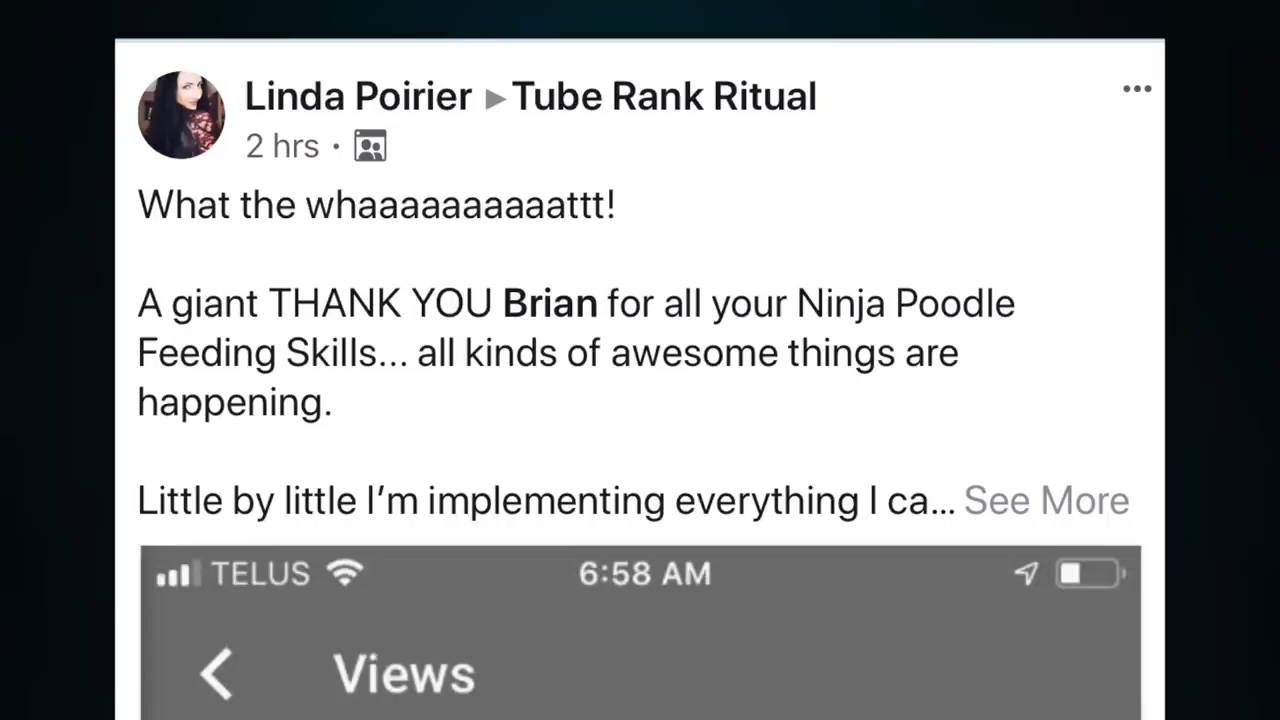 Linda Poirier ▸ Tube Rank Ritual
2 hrs ·
What the whaaaaaaaaaattt!
A giant THANK YOU Brian for all your Ninja Poodle
Feeding Skills... all kinds of awesome things are
happening.
Little by little I'm implementing everything I ca... See More
TELUS 6:58 AM
Views